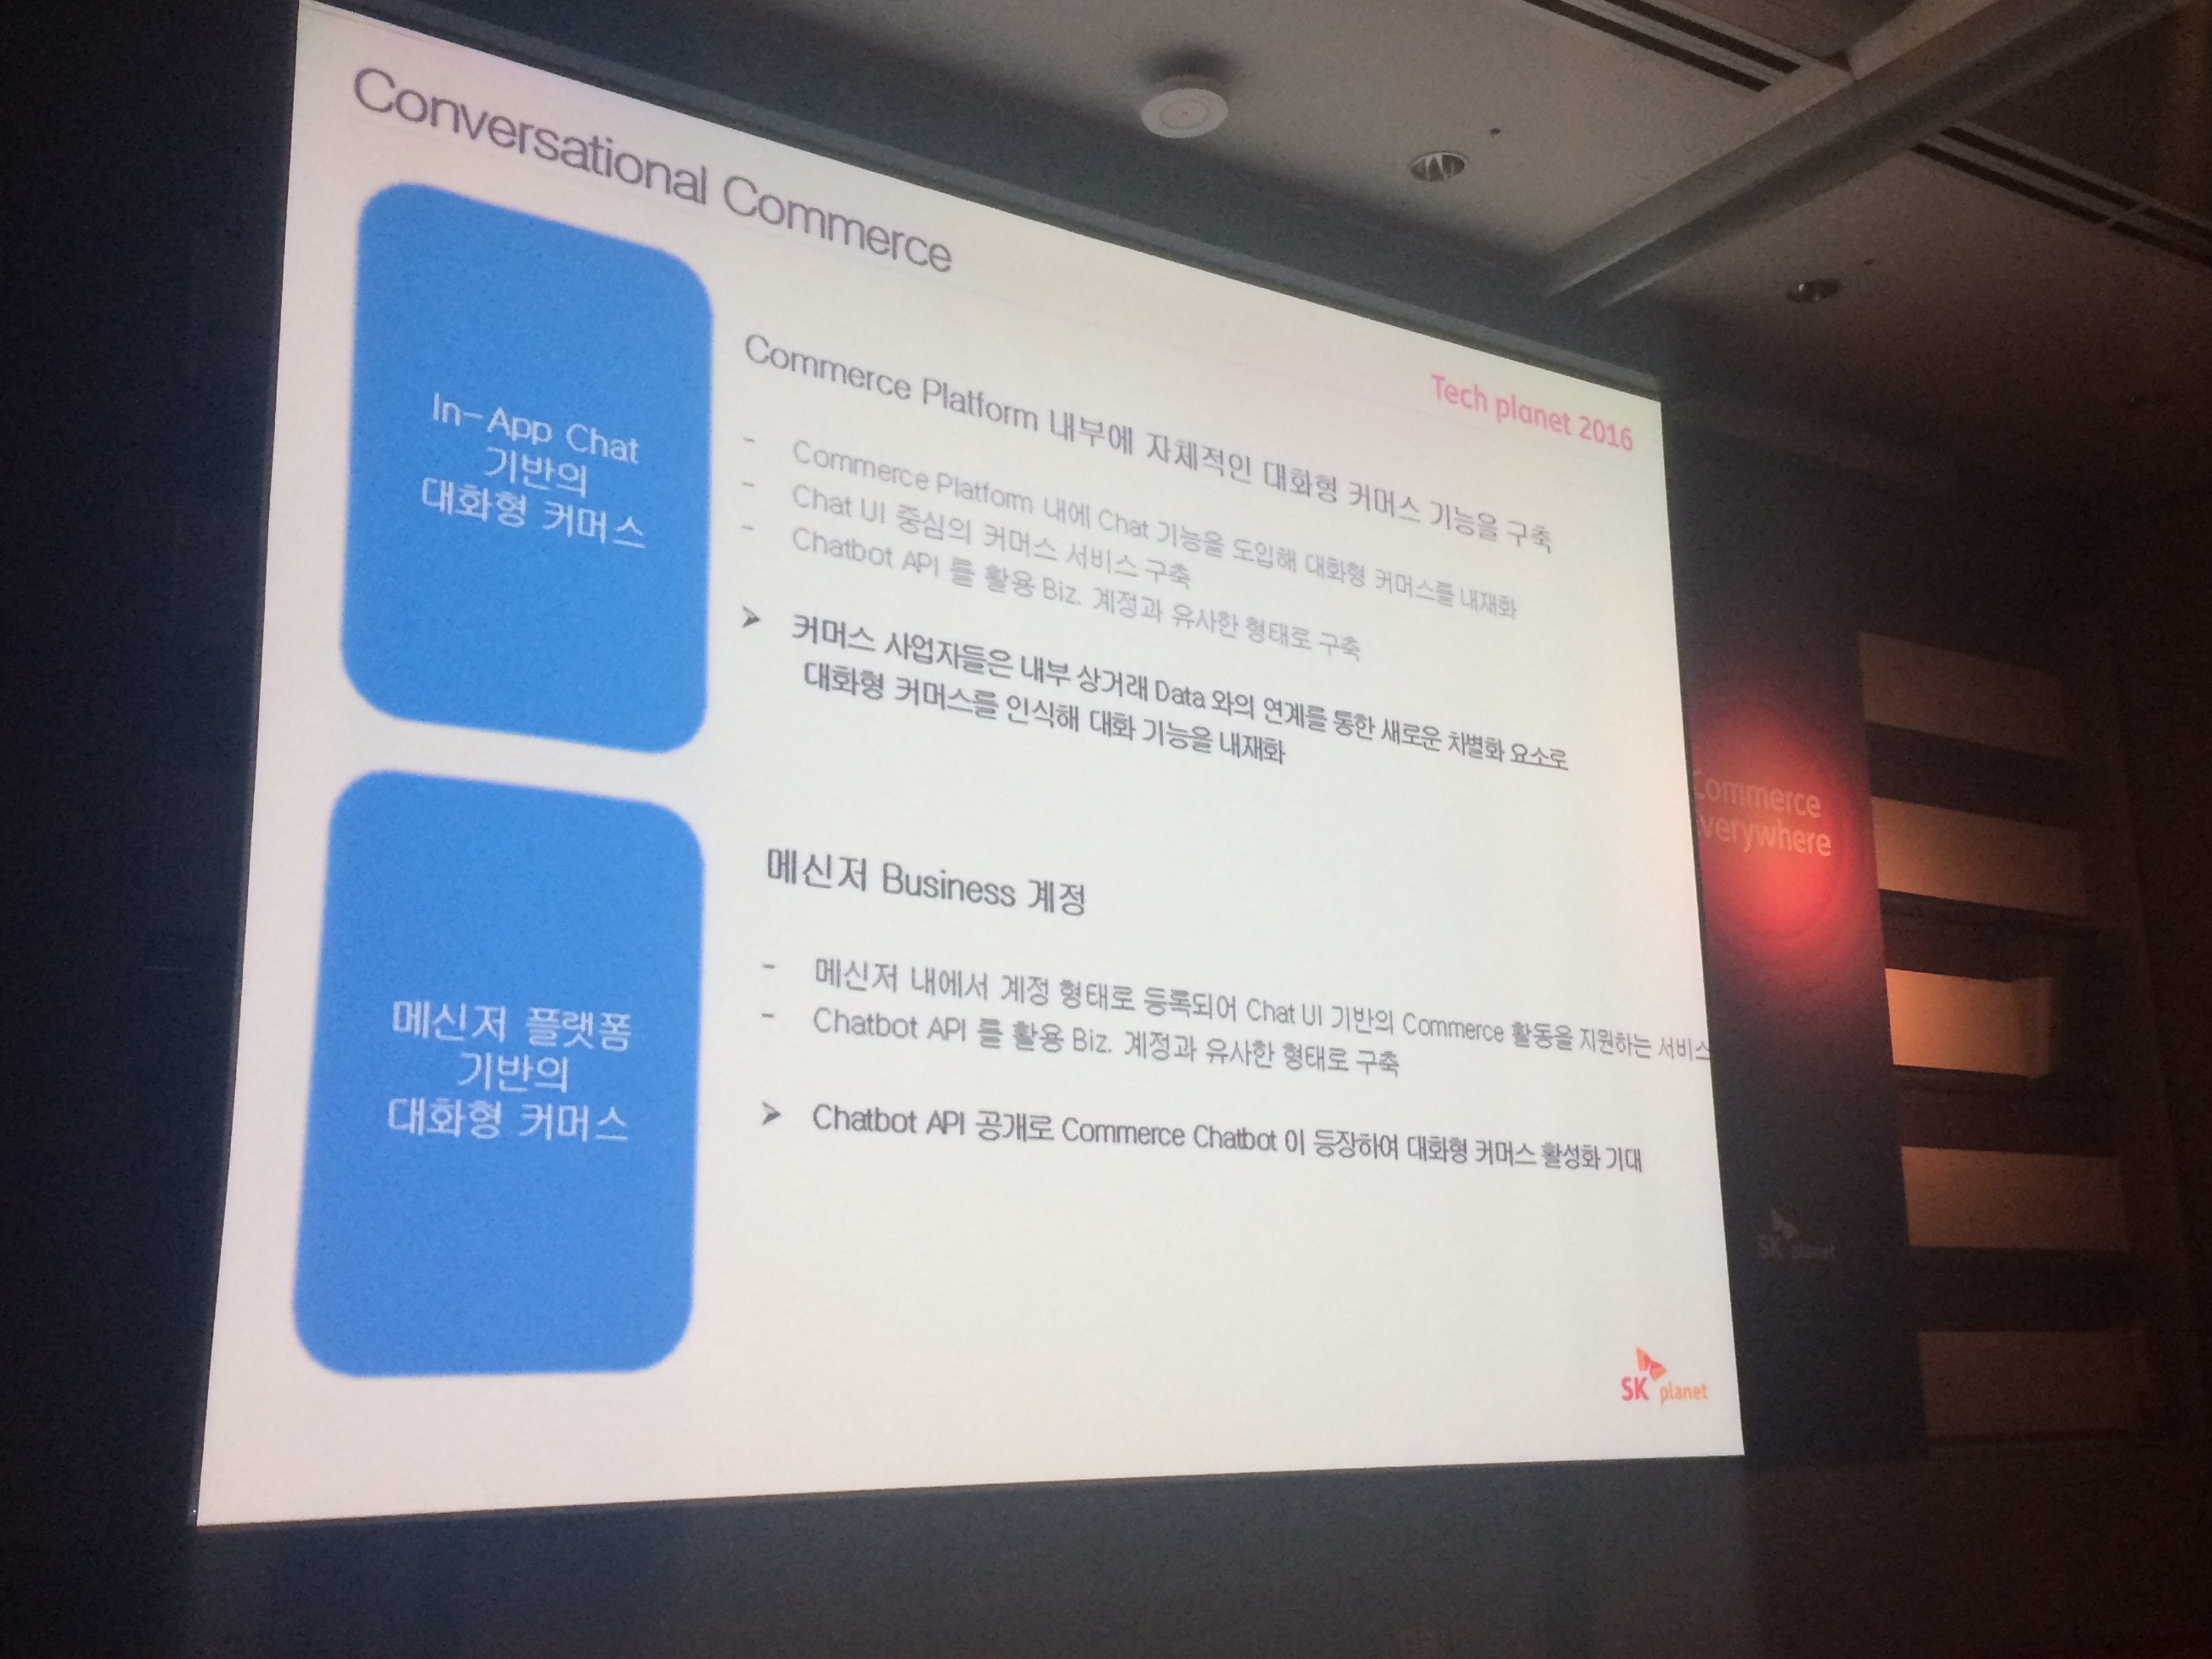 Conversational Commerce
Tech planet 2016
In-App Chat
기반의
대화형 커머스
Commerce Platform 내부에 자체적인 대화형 커머스 기능을 구축
- Commerce Platform 내에 Chat 기능을 도입해 대화형 커머스를 내재화
- Chat UI 중심의 커머스 서비스 구축
- Chatbot API 를 활용 Biz. 계정과 유사한 형태로 구축
➤ 커머스 사업자들은 내부 상거래 Data 와의 연계를 통한 새로운 차별화 요소로
대화형 커머스를 인식해 대화 기능을 내재화
메신저 플랫폼
기반의
대화형 커머스
메신저 Business 계정
- 메신저 내에서 계정 형태로 등록되어 Chat UI 기반의 Commerce 활동을 지원하는 서비스
- Chatbot API 를 활용 Biz. 계정과 유사한 형태로 구축
➤ Chatbot API 공개로 Commerce Chatbot 이 등장하여 대화형 커머스 활성화 기대
SK planet
Commerce
verywhere
SK planet